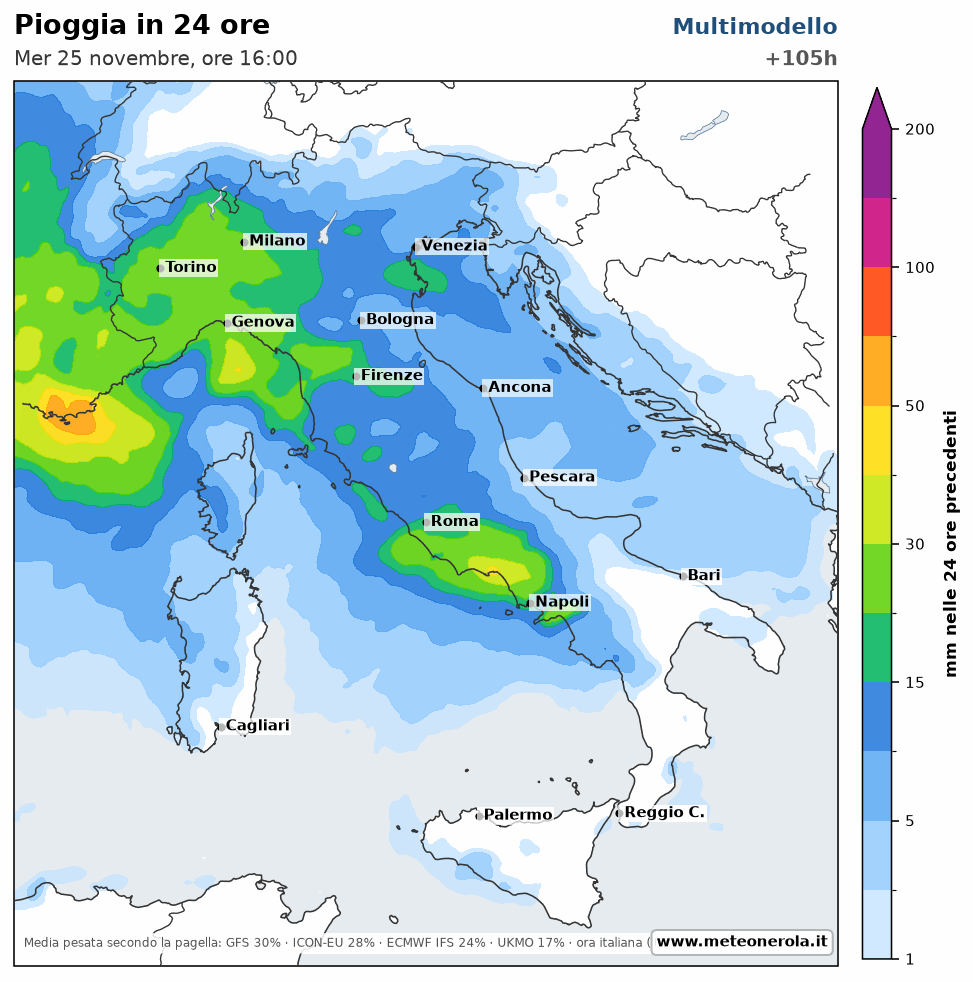 Pioggia in 24 ore
Multimodello
Mer 25 novembre, ore 16:00
+105h
200
100
50
30
15
5
1
mm nelle 24 ore precedenti
Milano
Venezia
Torino
Genova
Bologna
Firenze
Ancona
Pescara
Roma
Bari
Napoli
Cagliari
Palermo
Reggio C.
Media pesata secondo la pagella: GFS 30% · ICON-EU 28% · ECMWF IFS 24% · UKMO 17% · ora italiana (
www.meteonerola.it